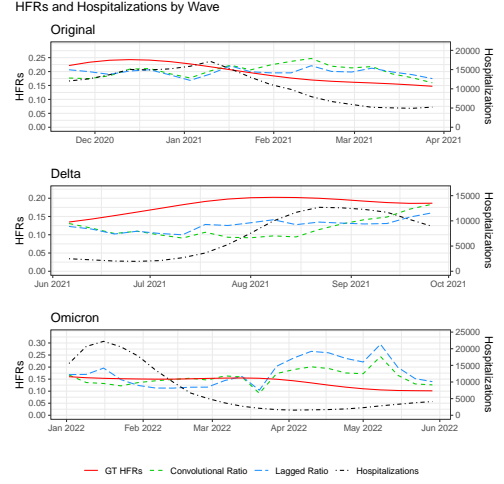 HFRs and Hospitalizations by Wave
Original
HFRs
0.25
0.20
0.15
0.10
0.05
0.00
20000
15000
10000
5000
0
Hospitalizations
Dec 2020 Jan 2021 Feb 2021 Mar 2021 Apr 2021
Delta
HFRs
0.20
0.15
0.10
0.05
0.00
15000
10000
5000
0
Hospitalizations
Jun 2021 Jul 2021 Aug 2021 Sep 2021 Oct 2021
Omicron
HFRs
0.30
0.25
0.20
0.15
0.10
0.05
0.00
25000
20000
15000
10000
5000
0
Hospitalizations
Jan 2022 Feb 2022 Mar 2022 Apr 2022 May 2022 Jun 2022
GT HFRs Convolutional Ratio Lagged Ratio Hospitalizations